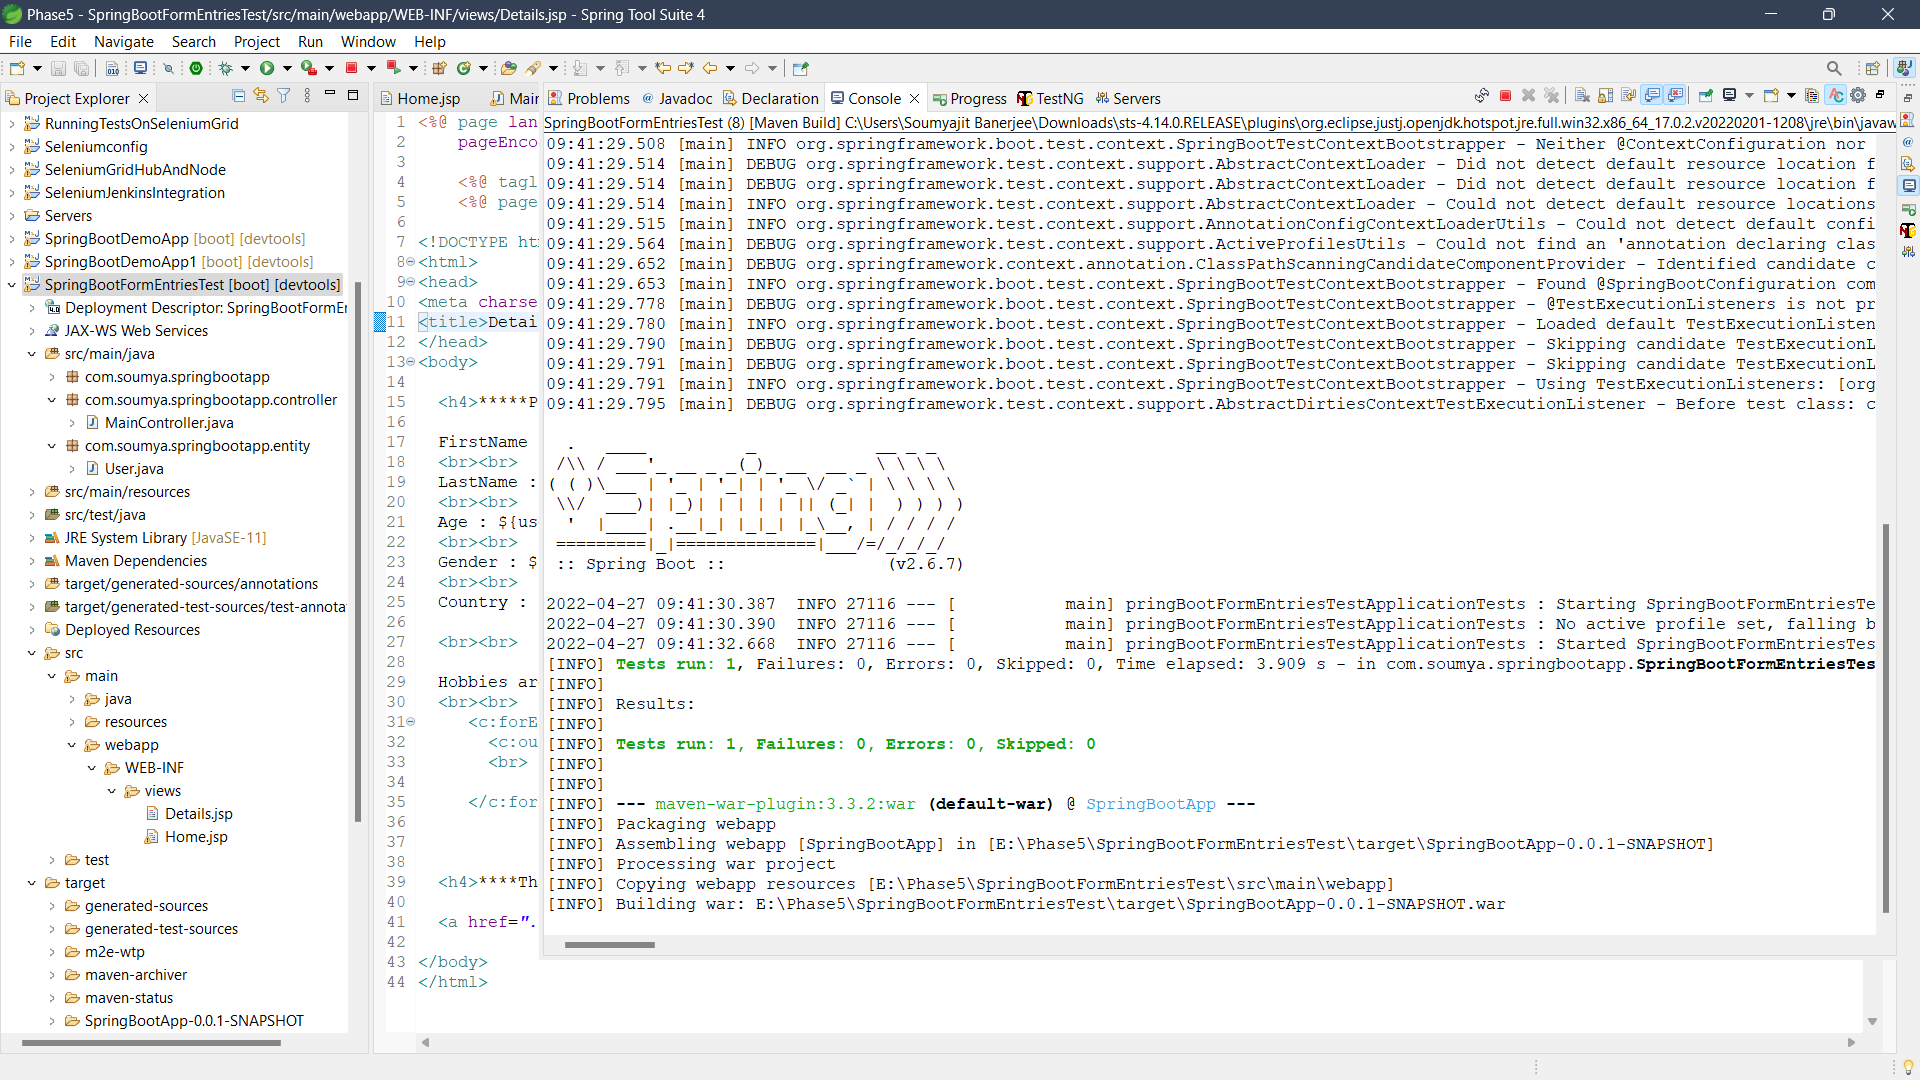 Phase5 - SpringBootFormEntriesTest/src/main/webapp/WEB-INF/views/Details.jsp - Spring Tool Suite 4
File Edit Navigate Search Project Run Window Help
Project Explorer
RunningTestsOnSeleniumGrid
Seleniumconfig
SeleniumGridHubAndNode
SeleniumJenkinsIntegration
Servers
SpringBootDemoApp [boot] [devtools]
SpringBootDemoApp1 [boot] [devtools]
SpringBootFormEntriesTest [boot] [devtools]
Deployment Descriptor: SpringBootFormEr
JAX-WS Web Services
src/main/java
com.soumya.springbootapp
com.soumya.springbootapp.controller
MainController.java
com.soumya.springbootapp.entity
User.java
src/main/resources
src/test/java
JRE System Library [JavaSE-11]
Maven Dependencies
target/generated-sources/annotations
target/generated-test-sources/test-annota
Deployed Resources
src
main
java
resources
webapp
WEB-INF
views
Details.jsp
Home.jsp
test
target
generated-sources
generated-test-sources
m2e-wtp
maven-archiver
maven-status
SpringBootApp-0.0.1-SNAPSHOT
Home.jsp Main
1 <%@ page lan
2 pageEnco
3
4 <%@ tagl
5 <%@ page
6
7 <!DOCTYPE htm
8 <html>
9 <head>
10 <meta charse
11 <title>Detai
12 </head>
13 <body>
14
15 <h4>*****P
16
17 FirstName
18 <br><br>
19 LastName :
20 <br><br>
21 Age : ${us
22 <br><br>
23 Gender : $
24 <br><br>
25 Country :
26
27 <br><br>
28
29 Hobbies ar
30 <br><br>
31 <c:forE
32 <c:ou
33 <br>
34
35 </c:for
36
37
38
39 <h4>****Th
40
41 <a href=".
42
43 </body>
44 </html>
Problems Javadoc Declaration Console Progress TestNG Servers
SpringBootFormEntriesTest (8) [Maven Build] C:\Users\Soumyajit Banerjee\Downloads\sts-4.14.0.RELEASE\plugins\org.eclipse.justj.openjdk.hotspot.jre.full.win32.x86_64_17.0.2.v20220201-1208\jre\bin\javaw
09:41:29.508 [main] INFO org.springframework.boot.test.context.SpringBootTestContextBootstrapper - Neither @ContextConfiguration nor
09:41:29.514 [main] DEBUG org.springframework.test.context.support.AbstractContextLoader - Did not detect default resource location f
09:41:29.514 [main] DEBUG org.springframework.test.context.support.AbstractContextLoader - Did not detect default resource location f
09:41:29.514 [main] INFO org.springframework.test.context.support.AbstractContextLoader - Could not detect default resource locations
09:41:29.515 [main] INFO org.springframework.test.context.support.AnnotationConfigContextLoaderUtils - Could not detect default confi
09:41:29.564 [main] DEBUG org.springframework.test.context.support.ActiveProfilesUtils - Could not find an 'annotation declaring clas
09:41:29.652 [main] DEBUG org.springframework.context.annotation.ClassPathScanningCandidateComponentProvider - Identified candidate c
09:41:29.653 [main] INFO org.springframework.boot.test.context.SpringBootTestContextBootstrapper - Found @SpringBootConfiguration com
09:41:29.778 [main] DEBUG org.springframework.boot.test.context.SpringBootTestContextBootstrapper - @TestExecutionListeners is not pr
09:41:29.780 [main] INFO org.springframework.boot.test.context.SpringBootTestContextBootstrapper - Loaded default TestExecutionListen
09:41:29.790 [main] DEBUG org.springframework.boot.test.context.SpringBootTestContextBootstrapper - Skipping candidate TestExecutionL
09:41:29.791 [main] DEBUG org.springframework.boot.test.context.SpringBootTestContextBootstrapper - Skipping candidate TestExecutionL
09:41:29.791 [main] INFO org.springframework.boot.test.context.SpringBootTestContextBootstrapper - Using TestExecutionListeners: [org
09:41:29.795 [main] DEBUG org.springframework.test.context.support.AbstractDirtiesContextTestExecutionListener - Before test class: c
:: Spring Boot :: (v2.6.7)
2022-04-27 09:41:30.387 INFO 27116 --- [ main] pringBootFormEntriesTestApplicationTests : Starting SpringBootFormEntriesTe
2022-04-27 09:41:30.390 INFO 27116 --- [ main] pringBootFormEntriesTestApplicationTests : No active profile set, falling b
2022-04-27 09:41:32.668 INFO 27116 --- [ main] pringBootFormEntriesTestApplicationTests : Started SpringBootFormEntriesTes
[INFO] Tests run: 1, Failures: 0, Errors: 0, Skipped: 0, Time elapsed: 3.909 s - in com.soumya.springbootapp.SpringBootFormEntriesTes
[INFO]
[INFO] Results:
[INFO]
[INFO] Tests run: 1, Failures: 0, Errors: 0, Skipped: 0
[INFO]
[INFO]
[INFO] --- maven-war-plugin:3.3.2:war (default-war) @ SpringBootApp ---
[INFO] Packaging webapp
[INFO] Assembling webapp [SpringBootApp] in [E:\Phase5\SpringBootFormEntriesTest\target\SpringBootApp-0.0.1-SNAPSHOT]
[INFO] Processing war project
[INFO] Copying webapp resources [E:\Phase5\SpringBootFormEntriesTest\src\main\webapp]
[INFO] Building war: E:\Phase5\SpringBootFormEntriesTest\target\SpringBootApp-0.0.1-SNAPSHOT.war